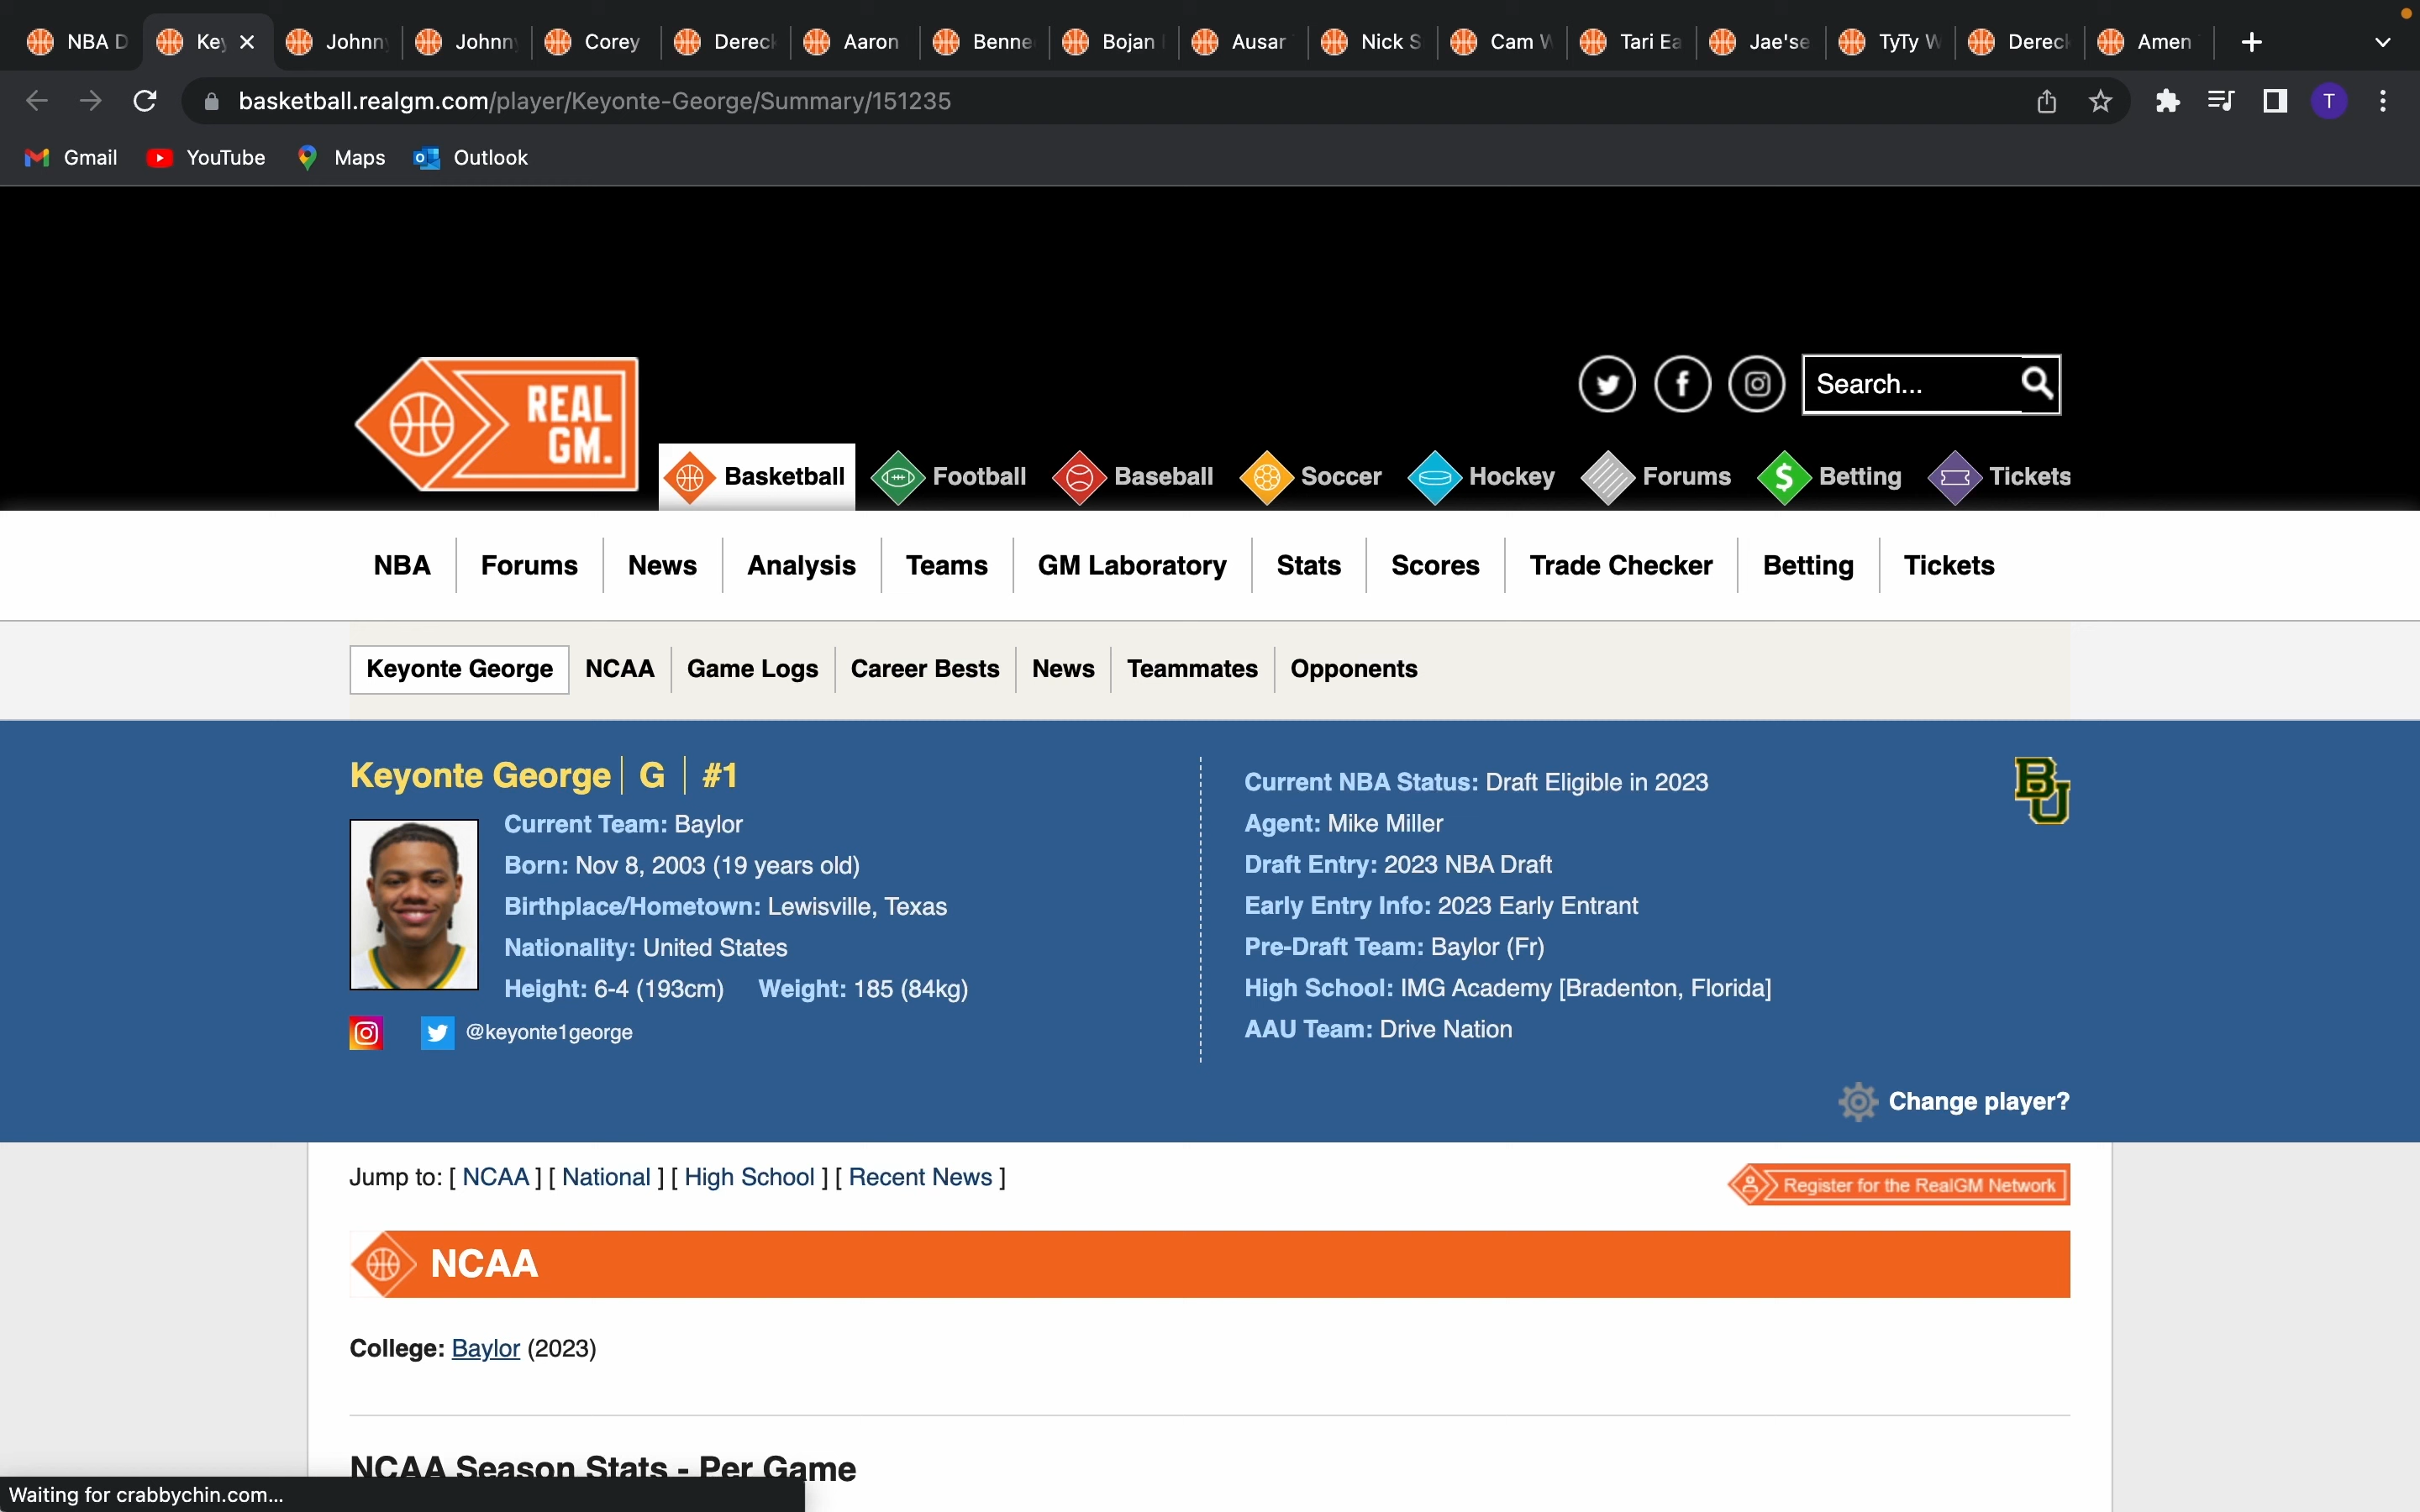 NBA D Key Johnn Johnn Corey Dereck Aaron Benne Bojan Ausar Nick S Cam W Tari Ea Jae'se TyTy W Dereck Amen
basketball.realgm.com/player/Keyonte-George/Summary/151235 T
Gmail YouTube Maps Outlook
REAL
GM.
Search...
Basketball Football Baseball Soccer Hockey Forums Betting Tickets
NBA Forums News Analysis Teams GM Laboratory Stats Scores Trade Checker Betting Tickets
Keyonte George NCAA Game Logs Career Bests News Teammates Opponents
Keyonte George G #1
Current Team: Baylor
Born: Nov 8, 2003 (19 years old)
Birthplace/Hometown: Lewisville, Texas
Nationality: United States
Height: 6-4 (193cm) Weight: 185 (84kg)
@keyonte1george
Current NBA Status: Draft Eligible in 2023
Agent: Mike Miller
Draft Entry: 2023 NBA Draft
Early Entry Info: 2023 Early Entrant
Pre-Draft Team: Baylor (Fr)
High School: IMG Academy [Bradenton, Florida]
AAU Team: Drive Nation
BU
Change player?
Jump to: [ NCAA ] [ National ] [ High School ] [ Recent News ]
Register for the RealGM Network
NCAA
College: Baylor (2023)
NCAA Season Stats - Per Game
Waiting for crabbychin.com...